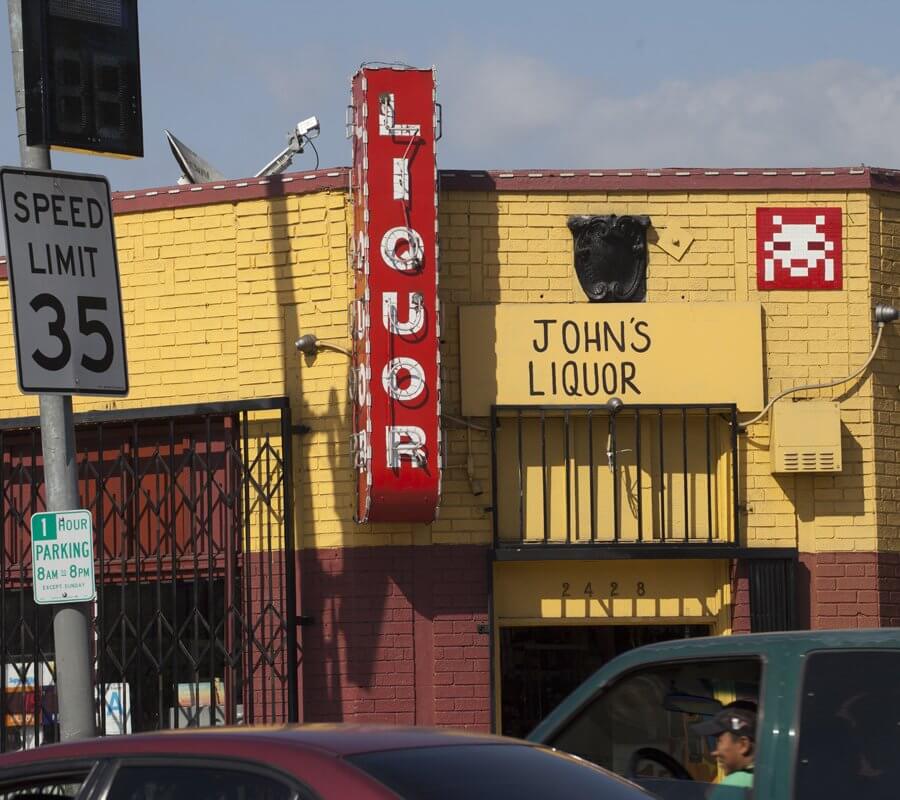 SPEED
LIMIT
35
1 HOUR
PARKING
8AM TO 8PM
EXCEPT SUNDAY
LIQUOR
JOHN'S
LIQUOR
2428
A